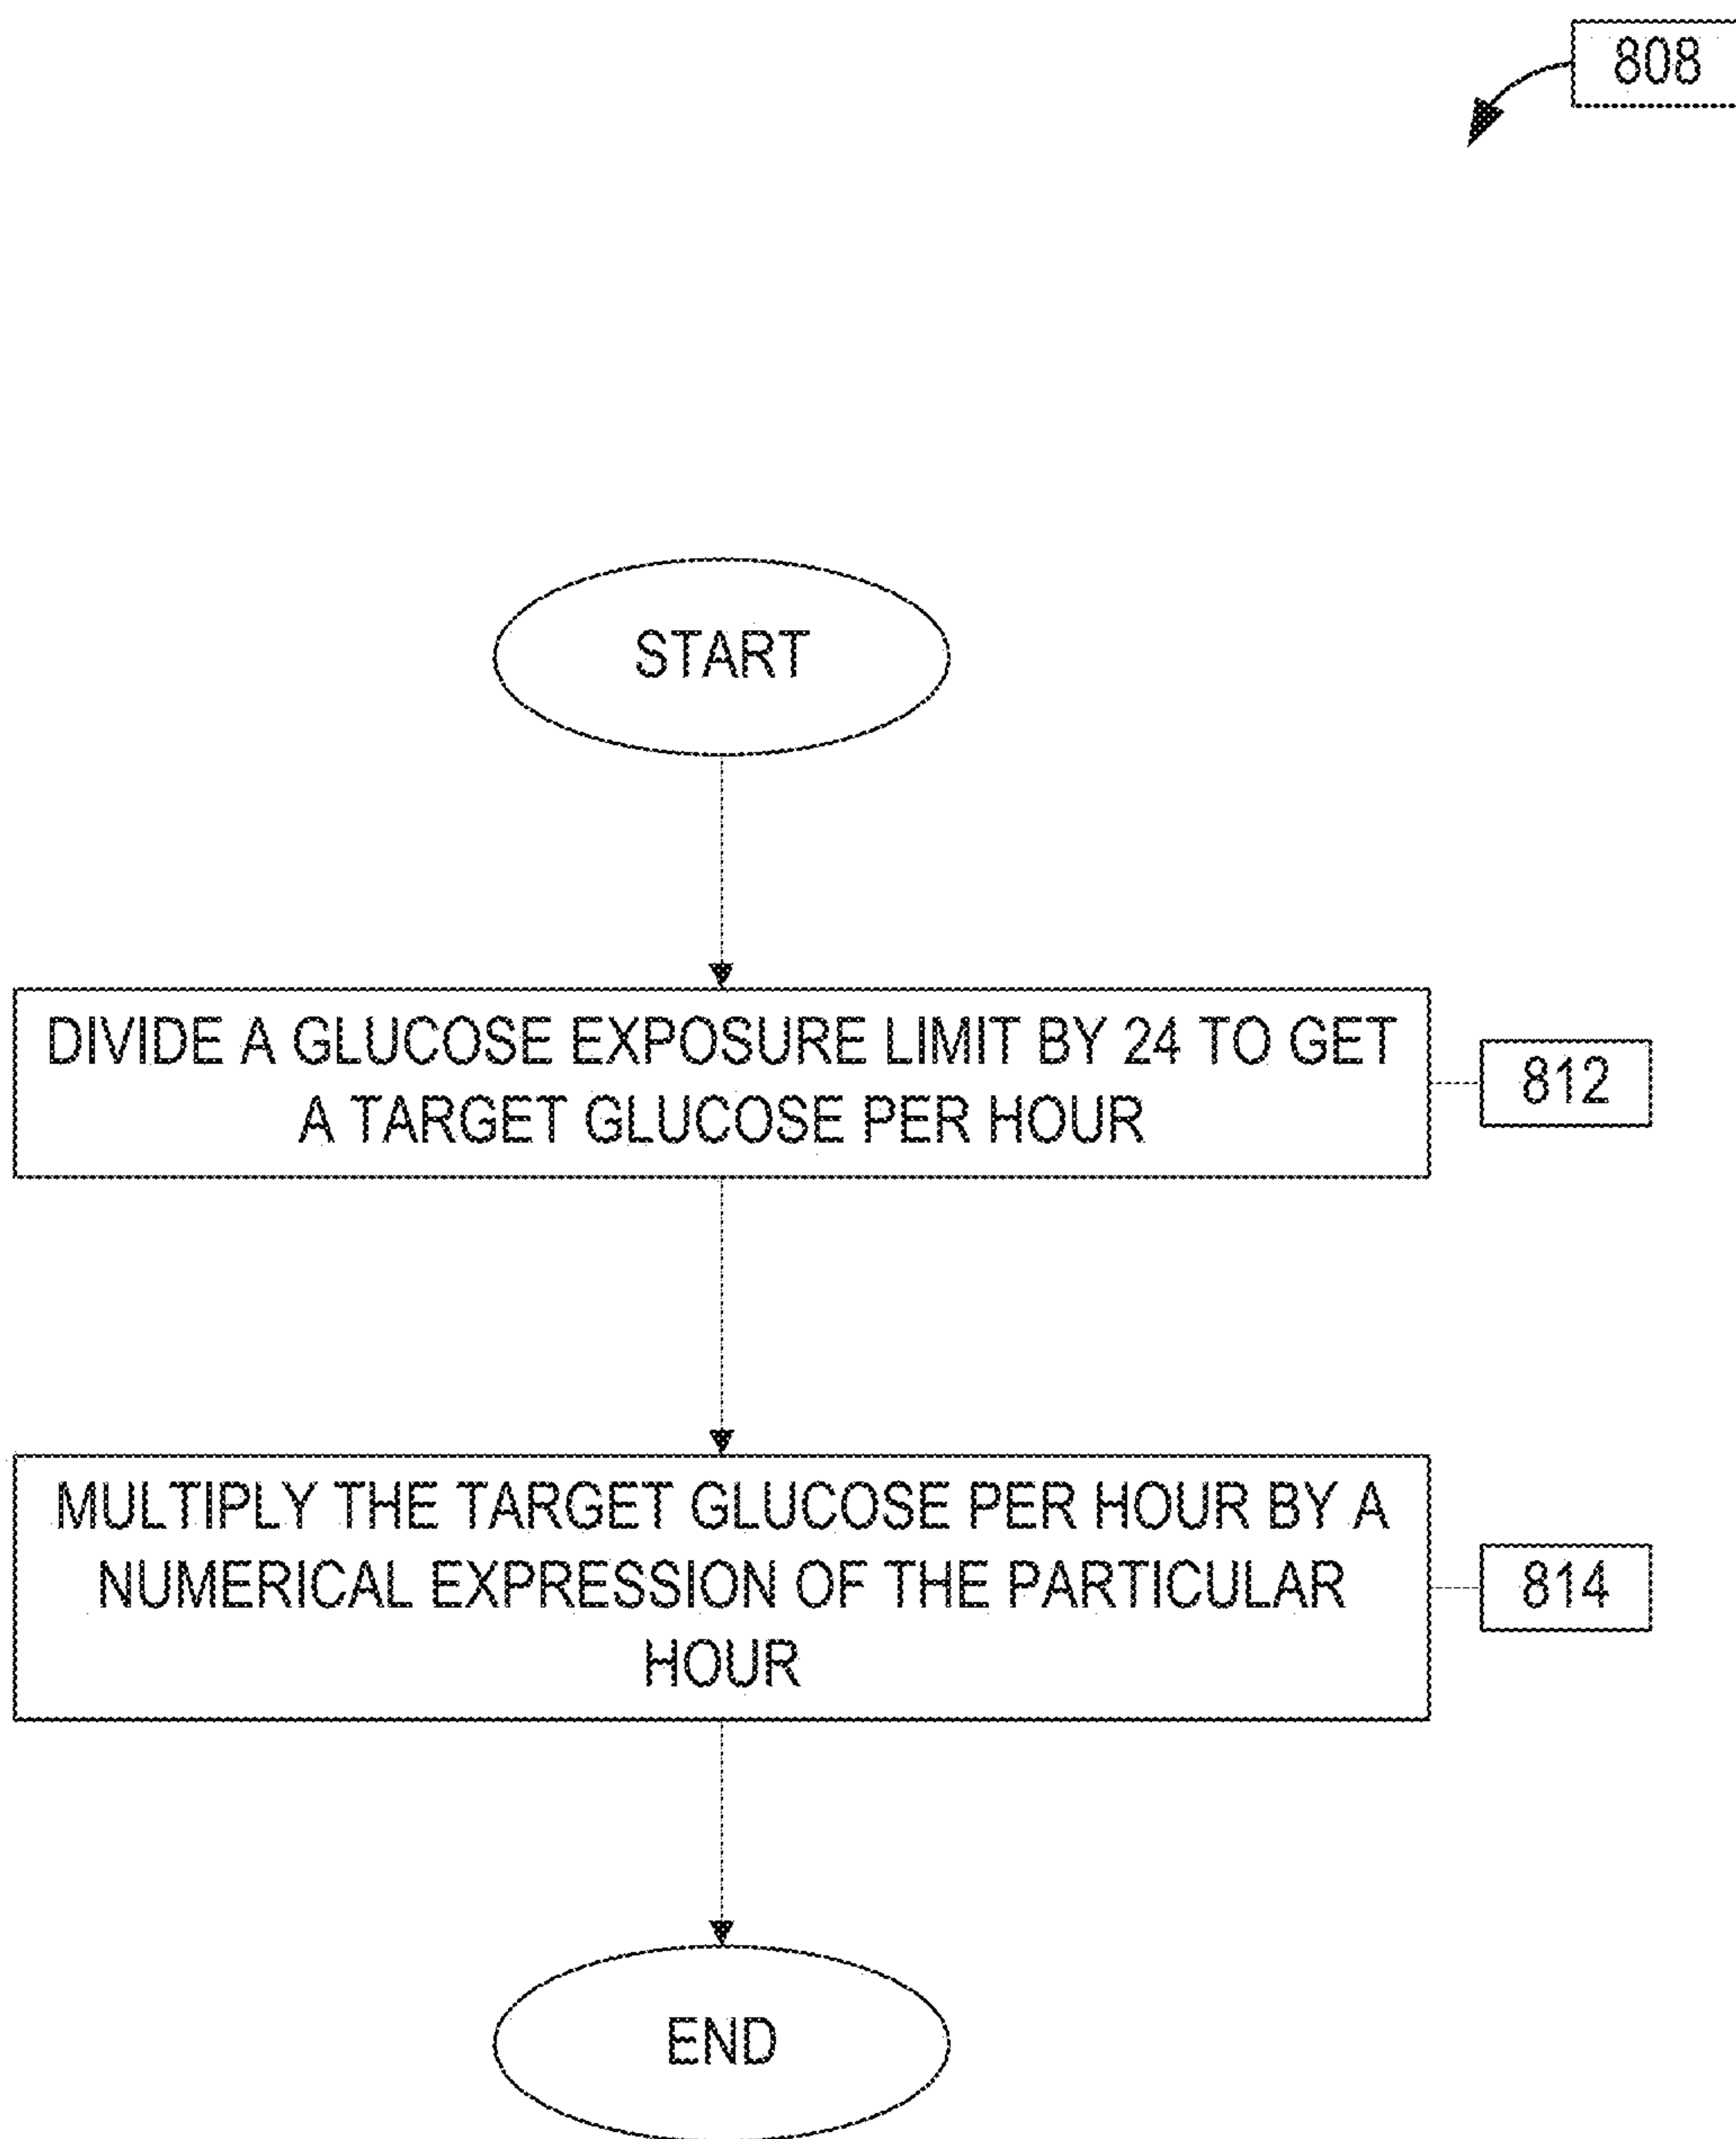 808
START
DIVIDE A GLUCOSE EXPOSURE LIMIT BY 24 TO GET
A TARGET GLUCOSE PER HOUR
812
MULTIPLY THE TARGET GLUCOSE PER HOUR BY A
NUMERICAL EXPRESSION OF THE PARTICULAR
HOUR
814
END